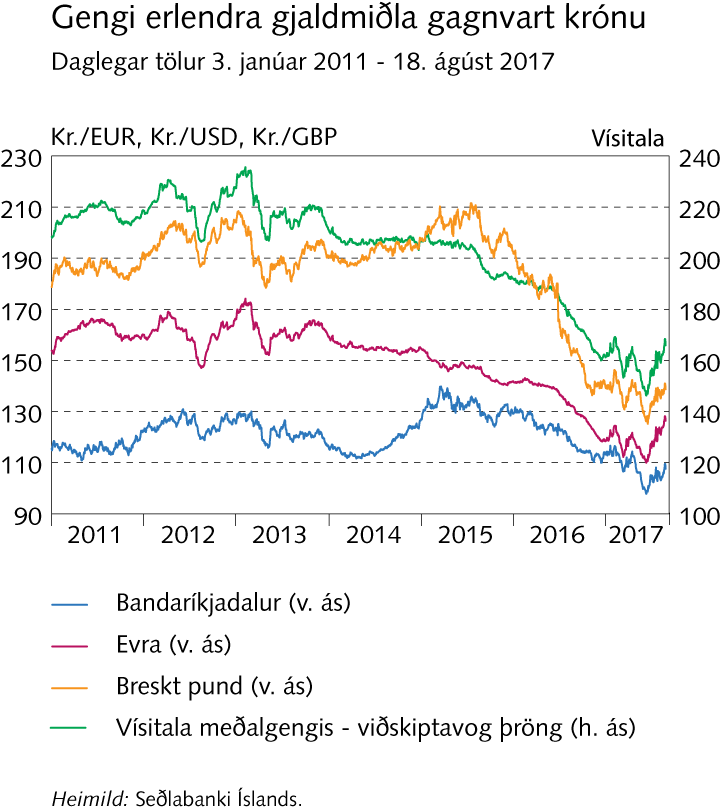 Gengi erlendra gjaldmiðla gagnvart krónu
Daglegar tölur 3. janúar 2011 - 18. ágúst 2017
Kr./EUR, Kr./USD, Kr./GBP Vísitala
230 240
210 220
190 200
170 180
150 160
130 140
110 120
90 100
2011 2012 2013 2014 2015 2016 2017
Bandaríkjadalur (v. ás)
Evra (v. ás)
Breskt pund (v. ás)
Vísitala meðalgengis - viðskiptavog þröng (h. ás)
Heimild: Seðlabanki Íslands.